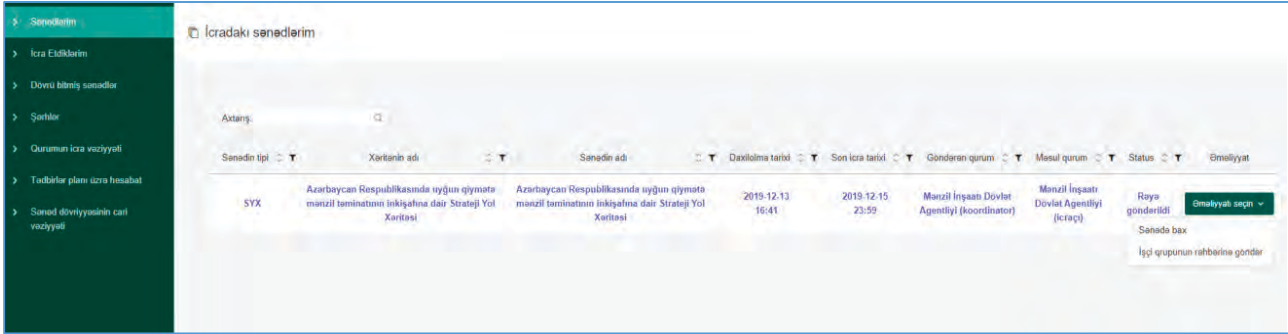 Sənədlərim
İcradakı sənədlərim
İcra Etdiklərim
Dövrü bitmiş sənədlər
Şərhlər
Qurumun icra vəziyyəti
Tədbirlər planı üzrə hesabat
Sənəd dövriyyəsinin cari
vəziyyəti
Axtarış
Sənədin tipi Xəritənin adı Sənədin adı Daxilolma tarixi Son icra tarixi Göndərən qurum Məsul qurum Status Əməliyyat
SYX
Azərbaycan Respublikasında uyğun qiymətə
mənzil təminatının inkişafına dair Strateji Yol
Xəritəsi
Azərbaycan Respublikasında uyğun qiymətə
mənzil təminatının inkişafına dair Strateji Yol
Xəritəsi
2019-12-13
16:41
2019-12-15
23:59
Mənzil İnşaatı Dövlət
Agentliyi (koordinator)
Mənzil İnşaatı
Dövlət Agentliyi
(icraçı)
Rəyə
göndərildi
Əməliyyatı seçin
Sənədə bax
İşçi qrupunun rəhbərinə göndər